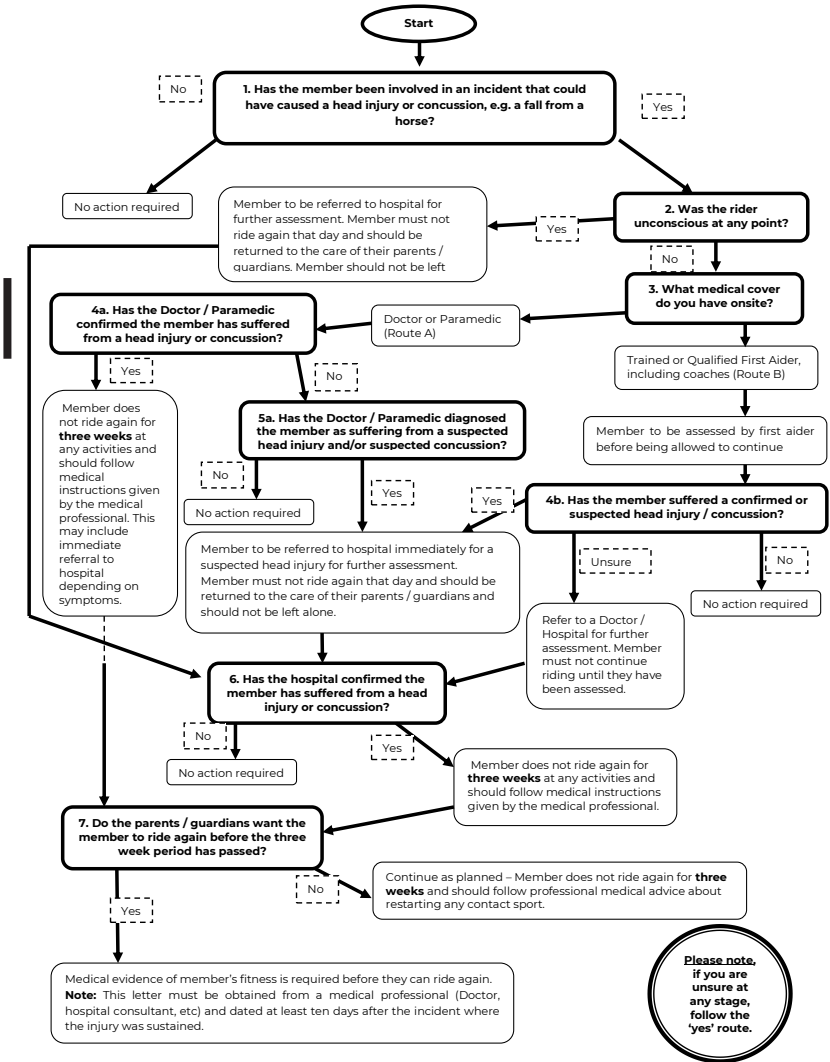 Start
No
1. Has the member been involved in an incident that could
have caused a head injury or concussion, e.g. a fall from a
horse?
Yes
No action required
Member to be referred to hospital for
further assessment. Member must not
ride again that day and should be
returned to the care of their parents /
guardians. Member should not be left
Yes
2. Was the rider
unconscious at any point?
No
3. What medical cover
do you have onsite?
4a. Has the Doctor / Paramedic
confirmed the member has suffered
from a head injury or concussion?
Doctor or Paramedic
(Route A)
Trained or Qualified First Aider,
including coaches (Route B)
Yes
No
Member does
not ride again for
three weeks at
any activities and
should follow
medical
instructions given
by the medical
professional. This
may include
immediate
referral to
hospital
depending on
symptoms.
5a. Has the Doctor / Paramedic diagnosed
the member as suffering from a suspected
head injury and/or suspected concussion?
Member to be assessed by first aider
before being allowed to continue
No
Yes
Yes
4b. Has the member suffered a confirmed or
suspected head injury / concussion?
No action required
Unsure
No
Member to be referred to hospital immediately for a
suspected head injury for further assessment.
Member must not ride again that day and should be
returned to the care of their parents / guardians and
should not be left alone.
No action required
Refer to a Doctor /
Hospital for further
assessment. Member
must not continue
riding until they have
been assessed.
6. Has the hospital confirmed the
member has suffered from a head
injury or concussion?
No
Yes
No action required
Member does not ride again for
three weeks at any activities and
should follow medical instructions
given by the medical professional.
7. Do the parents / guardians want the
member to ride again before the three
week period has passed?
No
Continue as planned – Member does not ride again for three
weeks and should follow professional medical advice about
restarting any contact sport.
Yes
Medical evidence of member's fitness is required before they can ride again.
Note: This letter must be obtained from a medical professional (Doctor,
hospital consultant, etc) and dated at least ten days after the incident where
the injury was sustained.
Please note,
if you are
unsure at
any stage,
follow the
'yes' route.